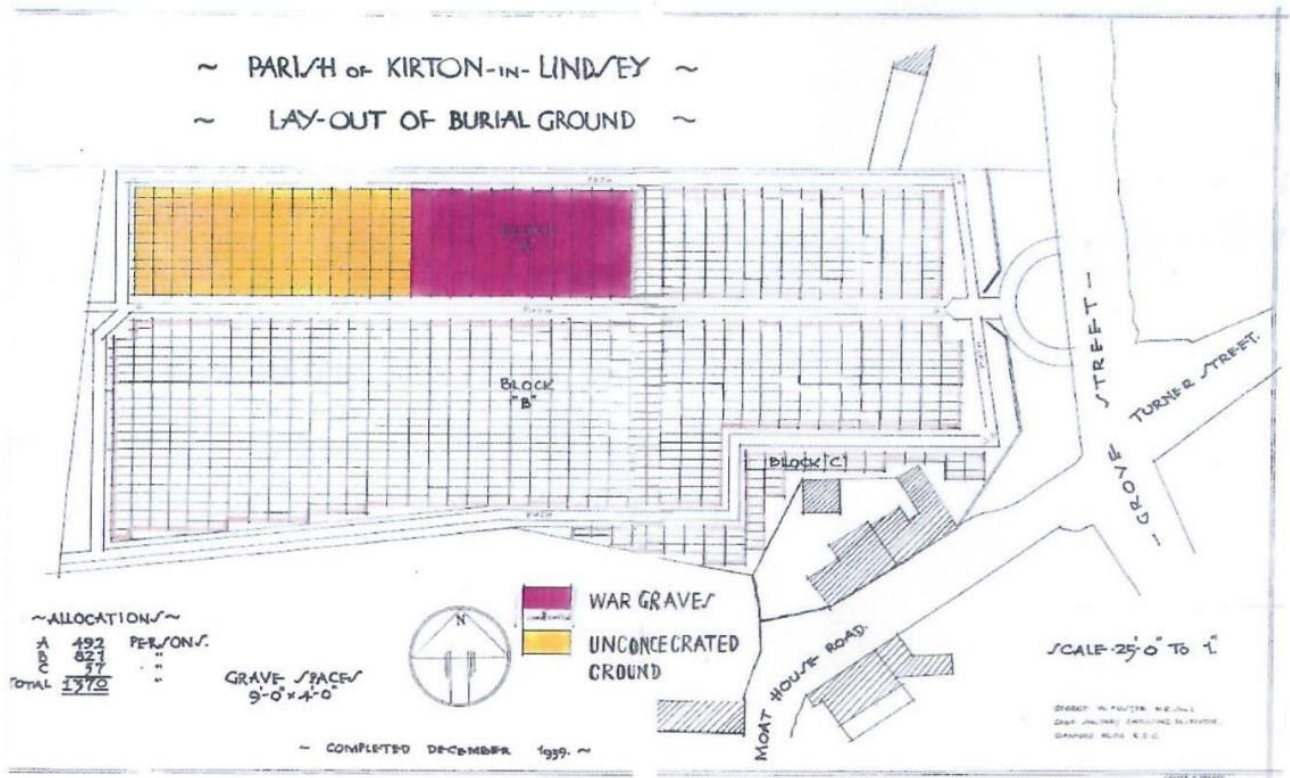 ~ PARISH OF KIRTON-IN-LINDSEY ~
~ LAY-OUT OF BURIAL GROUND ~
PATH
BLOCK
"A"
PATH
BLOCK
"B"
PATH
BLOCK "C"
PATH
- GROVE STREET -
TURNER STREET.
MOAT HOUSE ROAD.
~ALLOCATIONS~
A 492 PERSONS.
B 821 "
C 57 "
TOTAL 1370 "
GRAVE SPACES
9'-0" x 4'-0"
N
WAR GRAVES
UNCONCECRATED
GROUND
SCALE-25'-0" TO 1".
~ COMPLETED DECEMBER 1939. ~